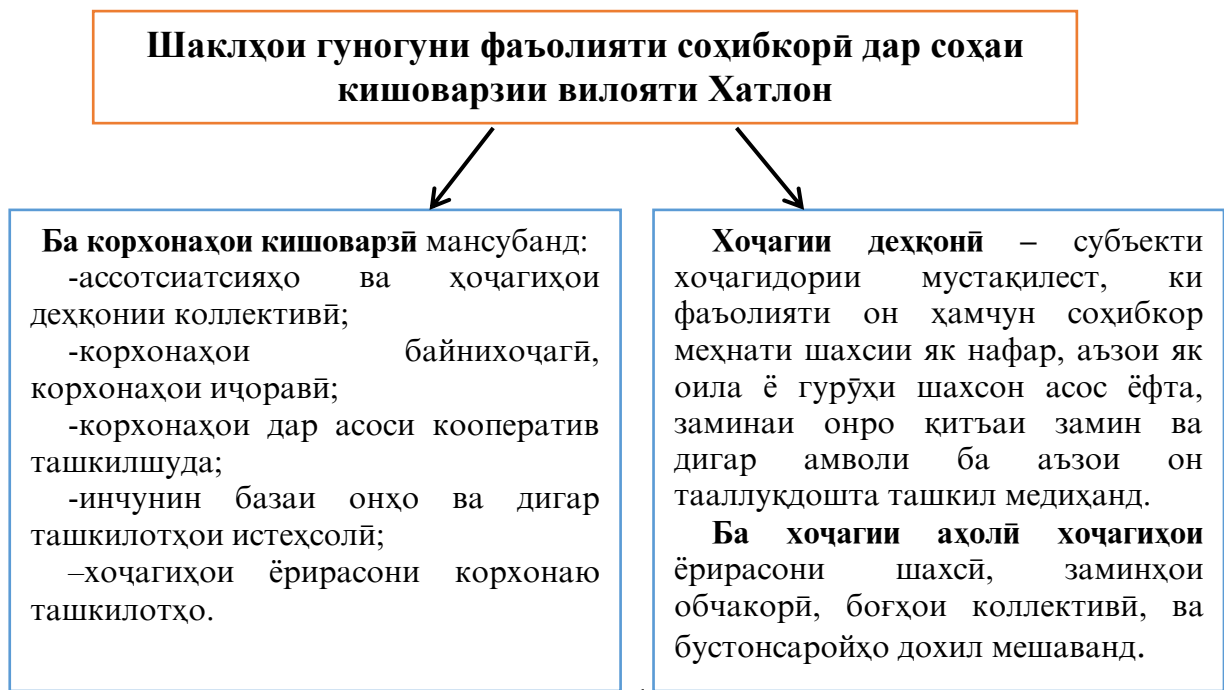 Шаклҳои гуногуни фаъолияти соҳибкорӣ дар соҳаи
кишоварзии вилояти Хатлон
Ба корхонаҳои кишоварзӣ мансубанд:
-ассотсиатсияҳо ва ҳоҷагиҳои
деҳқонии коллективӣ;
-корхонаҳои байнихоҷагӣ,
корхонаҳои иҷоравӣ;
-корхонаҳои дар асоси кооператив
ташкилшуда;
-инчунин базаи онҳо ва дигар
ташкилотҳои истеҳсолӣ;
–хоҷагиҳои ёрирасони корхонаю
ташкилотҳо.
Хоҷагии деҳқонӣ – субъекти
хоҷагидории мустақилест, ки
фаъолияти он ҳамчун соҳибкор
меҳнати шахсии як нафар, аъзои як
оила ё гурӯҳи шахсон асос ёфта,
заминаи онро қитъаи замин ва
дигар амволи ба аъзои он
тааллуқдошта ташкил медиҳанд.
Ба хоҷагии аҳолӣ хоҷагиҳои
ёрирасони шахсӣ, заминҳои
обчакорӣ, боғҳои коллективӣ, ва
бустонсаройҳо дохил мешаванд.